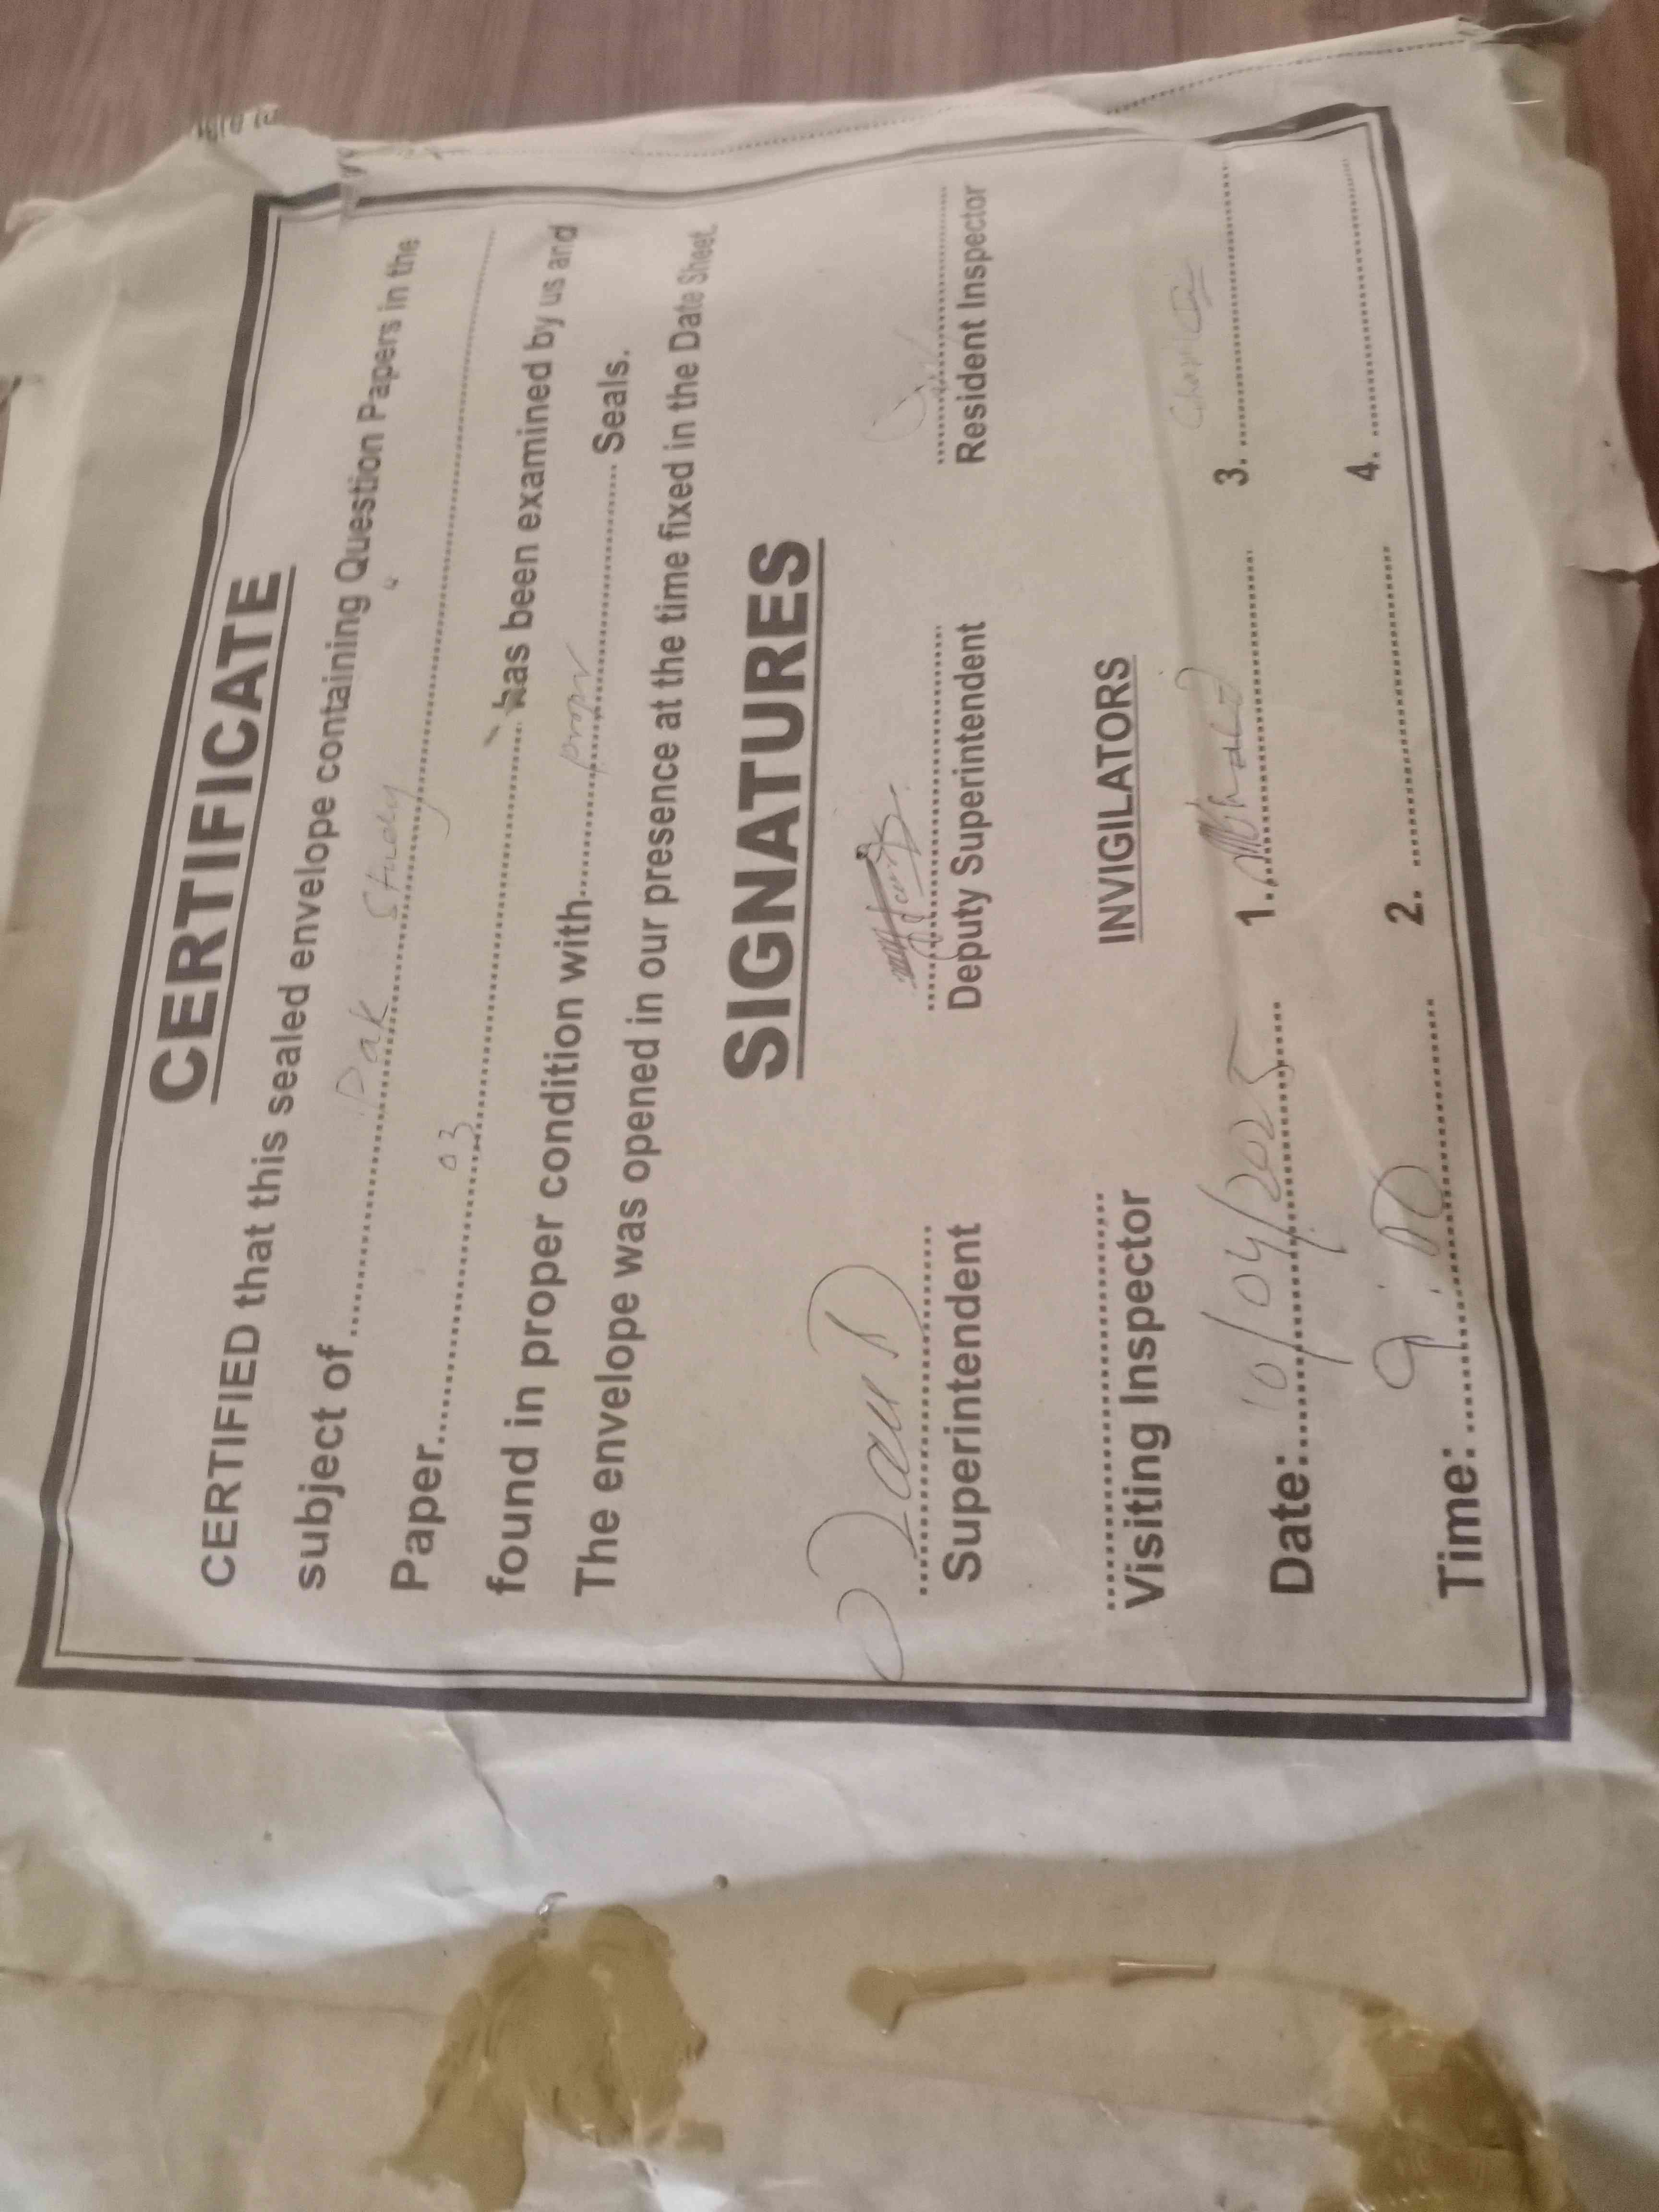 CERTIFICATE
CERTIFIED that this sealed envelope containing Question Papers in the
subject of................Pak Study................
Paper................03................
................has been examined by us and
found in proper condition with........propr........Seals.
The envelope was opened in our presence at the time fixed in the Date Sheet.
SIGNATURES
Daud
Superintendent
Deputy Superintendent
Resident Inspector
Visiting Inspector
INVIGILATORS
Date:........10/04/2025........
1.
3.
Time:........9:00........
2.
4.